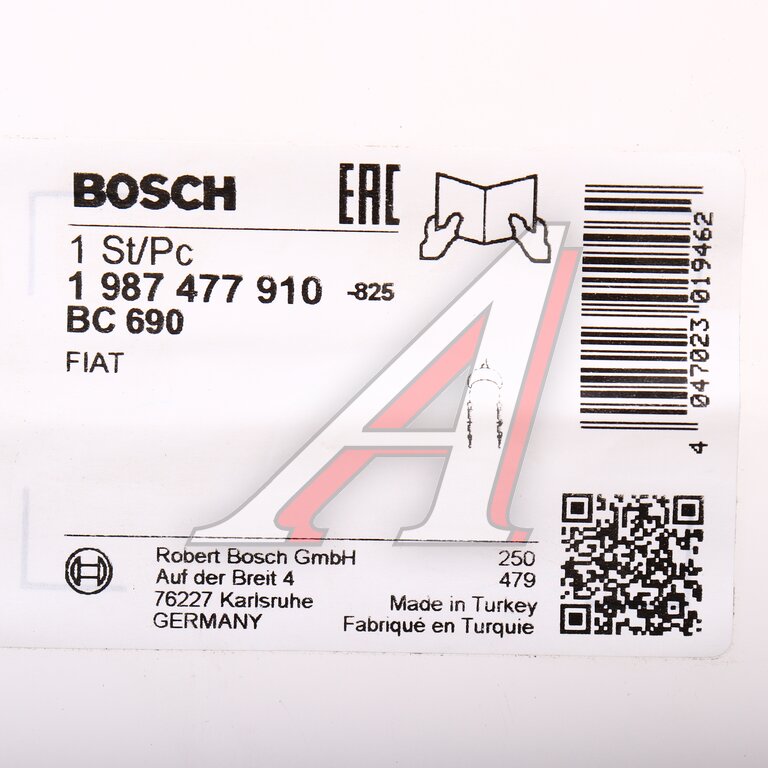 BOSCH
EAC
1 St/Pc
1 987 477 910 -825
BC 690
FIAT
4 047023 019462
Robert Bosch GmbH
Auf der Breit 4
76227 Karlsruhe
GERMANY
250
479
Made in Turkey
Fabriqué en Turquie